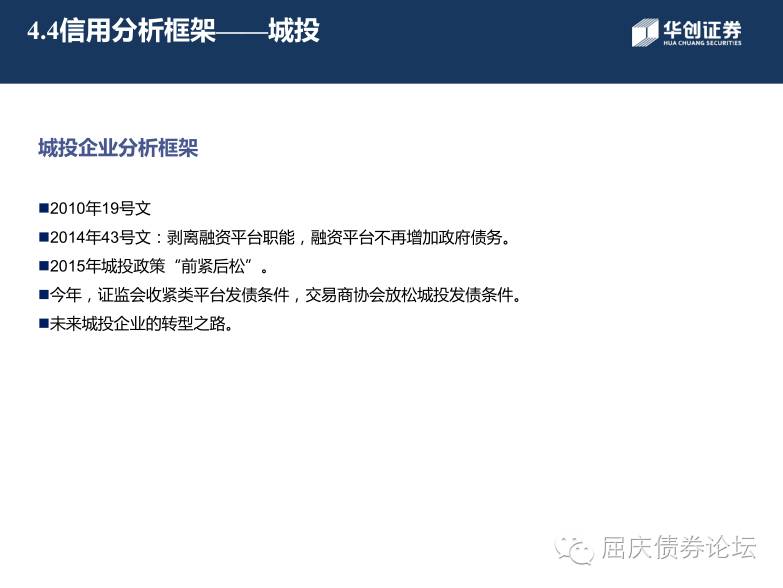 4.4信用分析框架——城投
华创证券
HUA CHUANG SECURITIES
城投企业分析框架
■2010年19号文
■2014年43号文：剥离融资平台职能，融资平台不再增加政府债务。
■2015年城投政策“前紧后松”。
■今年，证监会收紧类平台发债条件，交易商协会放松城投发债条件。
■未来城投企业的转型之路。
屈庆债券论坛